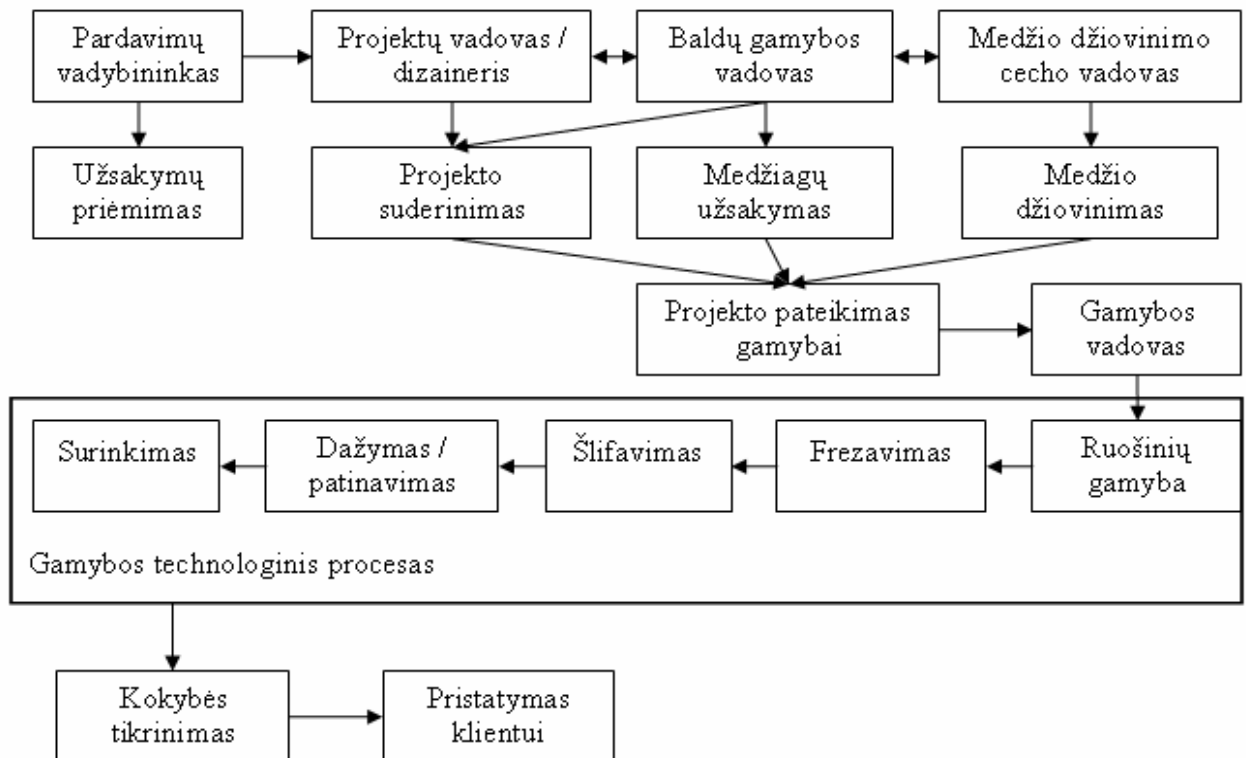 Pardavimų
vadybininkas
Projektų vadovas /
dizaineris
Baldų gamybos
vadovas
Medžio džiovinimo
cecho vadovas
Užsakymų
priėmimas
Projekto
suderinimas
Medžiagų
užsakymas
Medžio
džiovinimas
Projekto pateikimas
gamybai
Gamybos
vadovas
Surinkimas
Dažymas /
patinavimas
Šlifavimas
Frezavimas
Ruošinių
gamyba
Gamybos technologinis procesas
Kokybės
tikrinimas
Pristatymas
klientui